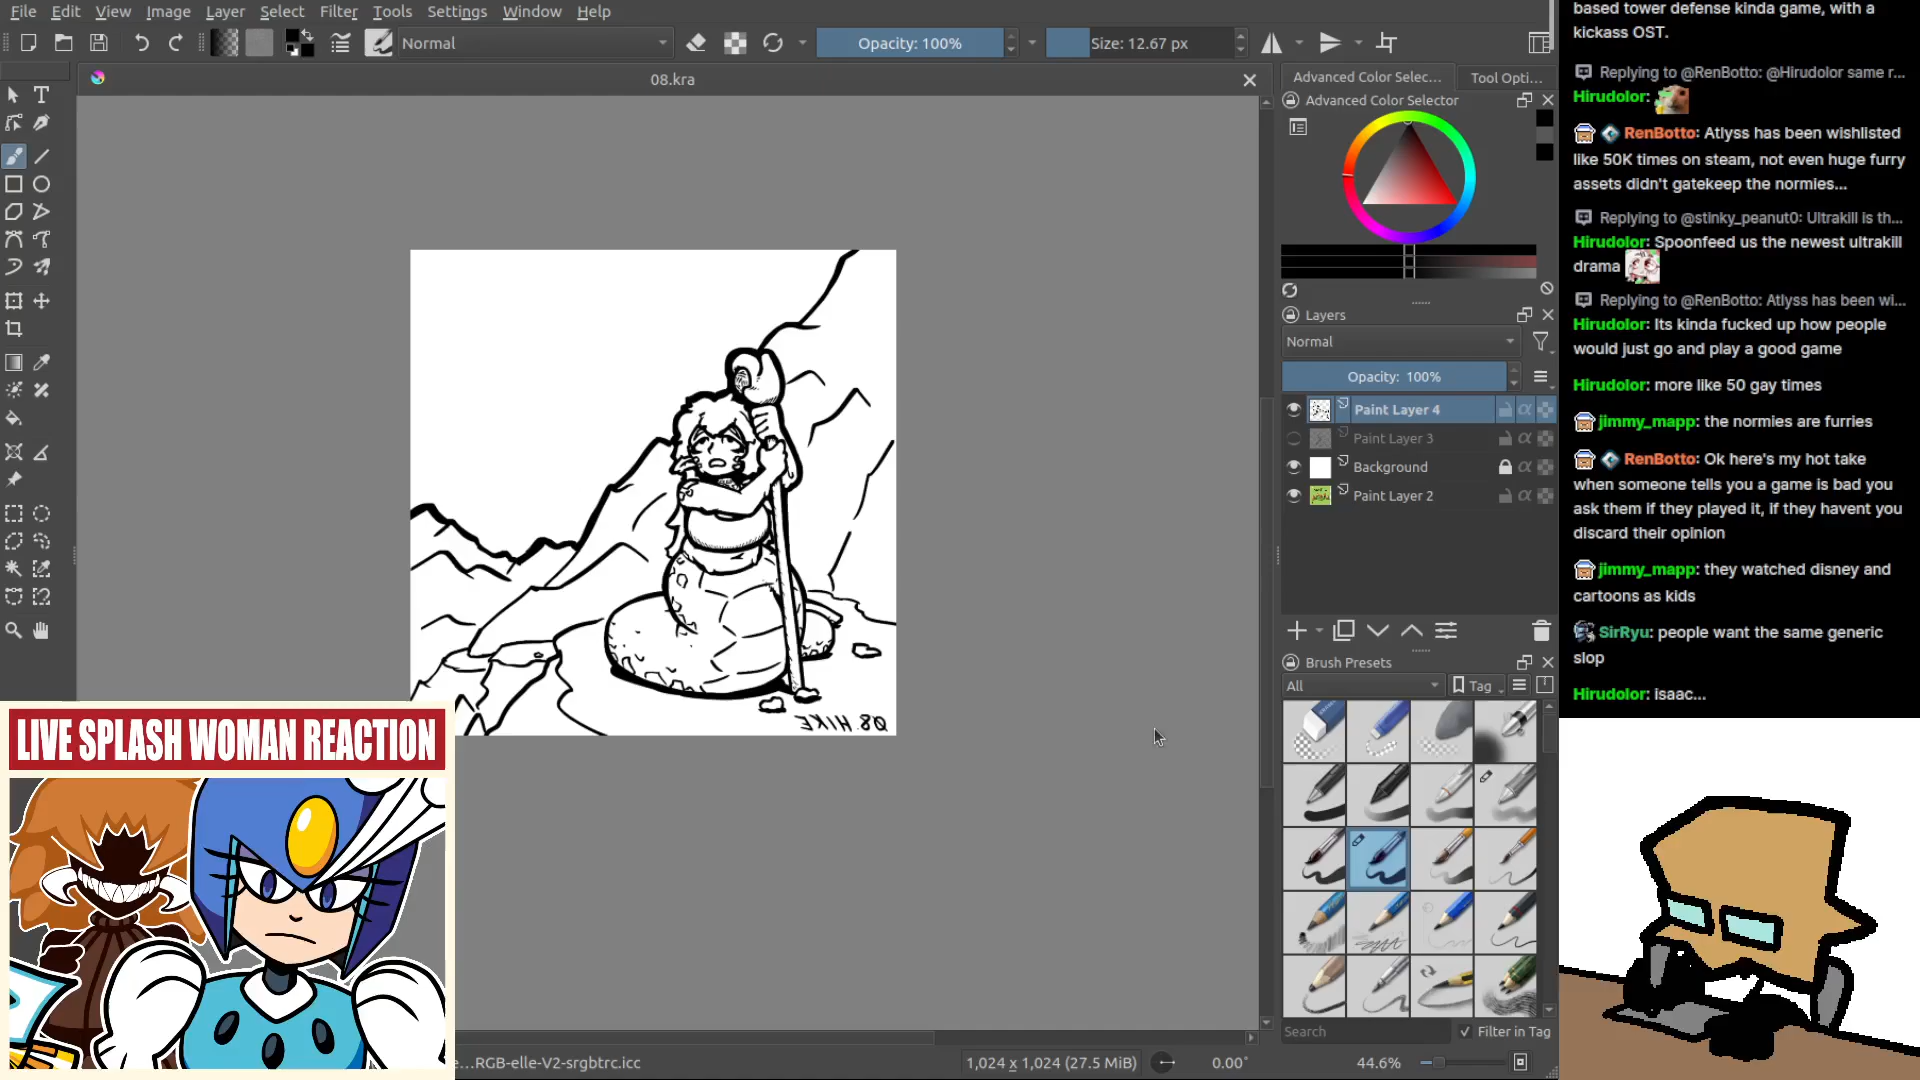 File Edit View Image Layer Select Filter Tools Settings Window Help
Normal
Opacity: 100%
Size: 12.67 px
08.kra
Advanced Color Selec...
Tool Opti...
Advanced Color Selector
Layers
Normal
Opacity: 100%
Paint Layer 4
Paint Layer 3
Background
Paint Layer 2
Brush Presets
All
Tag
Search
Filter in Tag
e...RGB-elle-V2-srgbtrc.icc
1,024 x 1,024 (27.5 MiB)
0.00°
44.6%
08. HIKE
LIVE SPLASH WOMAN REACTION
based tower defense kinda game, with a
kickass OST.
Replying to @RenBotto: @Hirudolor same r...
Hirudolor:
RenBotto: Atlyss has been wishlisted
like 50K times on steam, not even huge furry
assets didn't gatekeep the normies...
Replying to @stinky_peanut0: Ultrakill is th...
Hirudolor: Spoonfeed us the newest ultrakill
drama
Replying to @RenBotto: Atlyss has been wi...
Hirudolor: Its kinda fucked up how people
would just go and play a good game
Hirudolor: more like 50 gay times
jimmy_mapp: the normies are furries
RenBotto: Ok here's my hot take
when someone tells you a game is bad you
ask them if they played it, if they havent you
discard their opinion
jimmy_mapp: they watched disney and
cartoons as kids
SirRyu: people want the same generic
slop
Hirudolor: isaac...